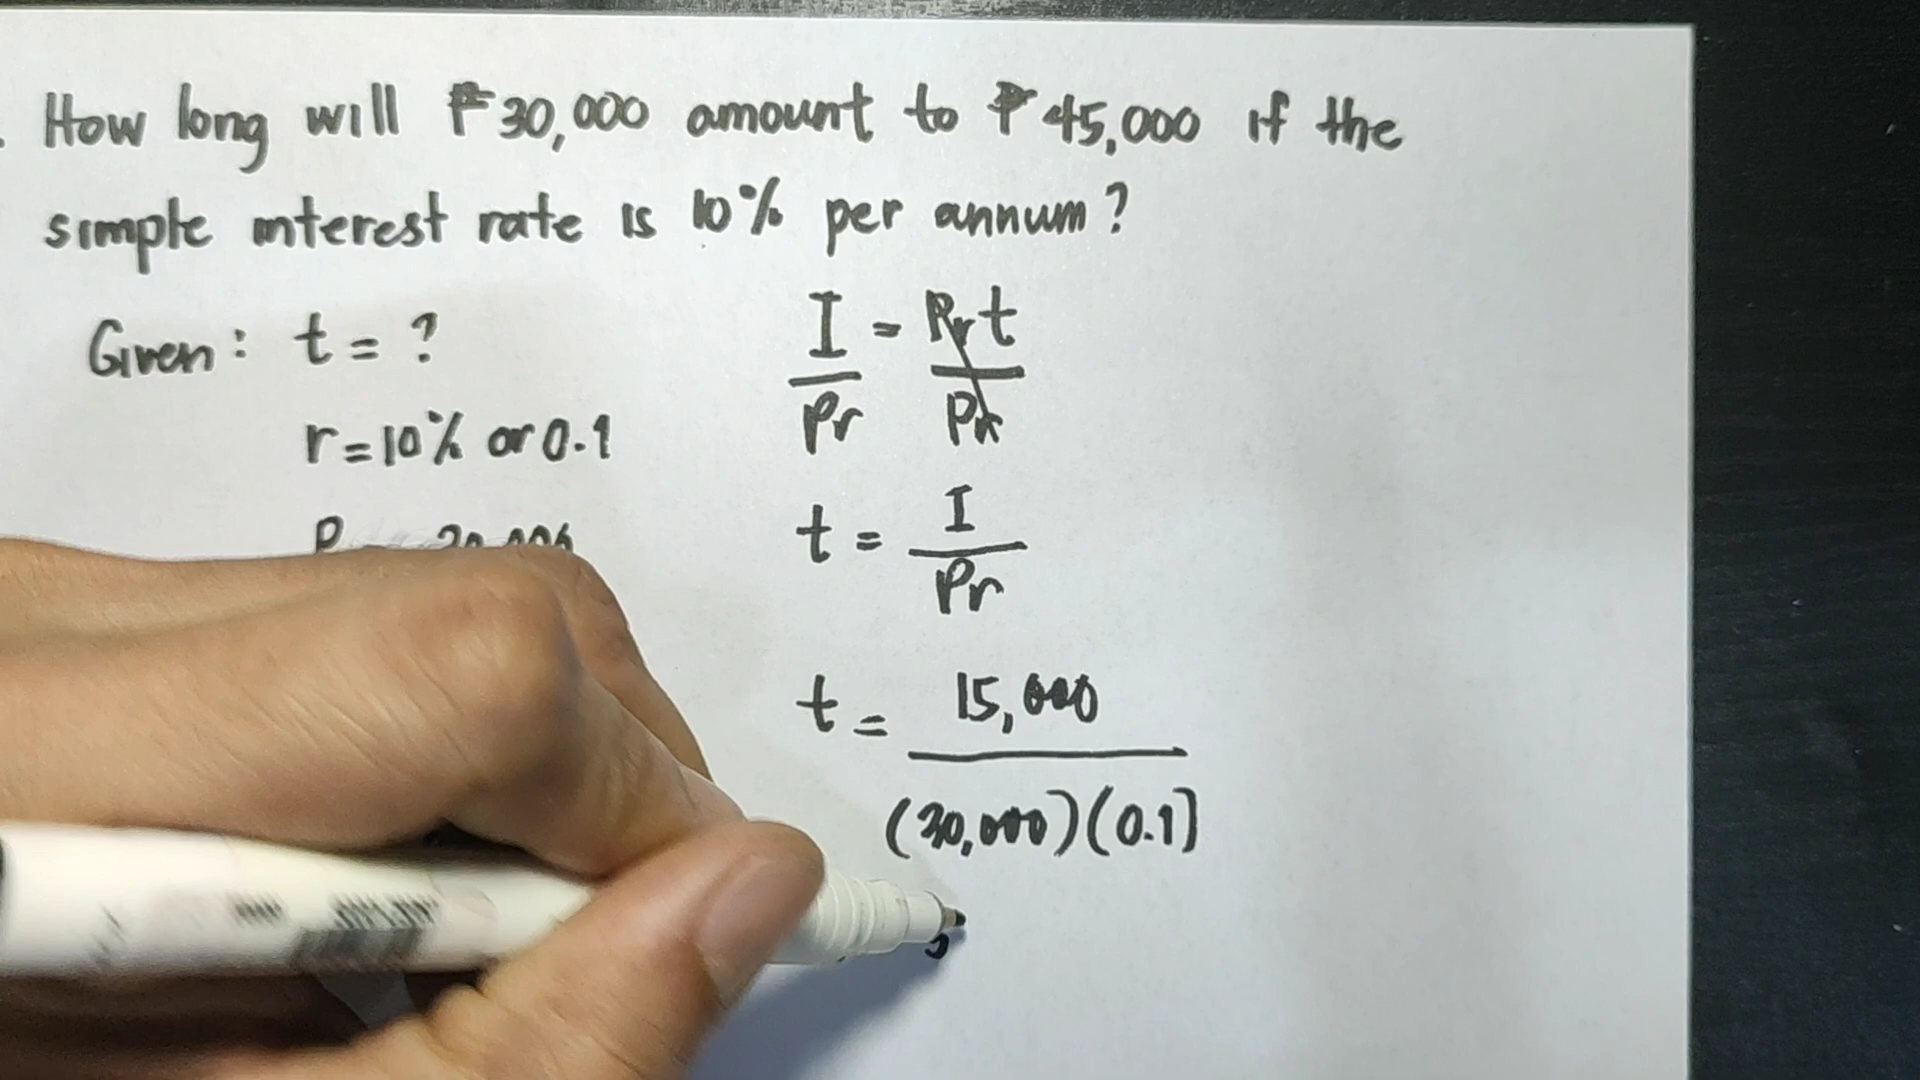 . How long will ₱30,000 amount to ₱45,000 if the
simple interest rate is 10% per annum?
Given: t = ?
r = 10% or 0.1
P
I = Prt
Pr Pr
t = I
Pr
t = 15,000
(30,000)(0.1)